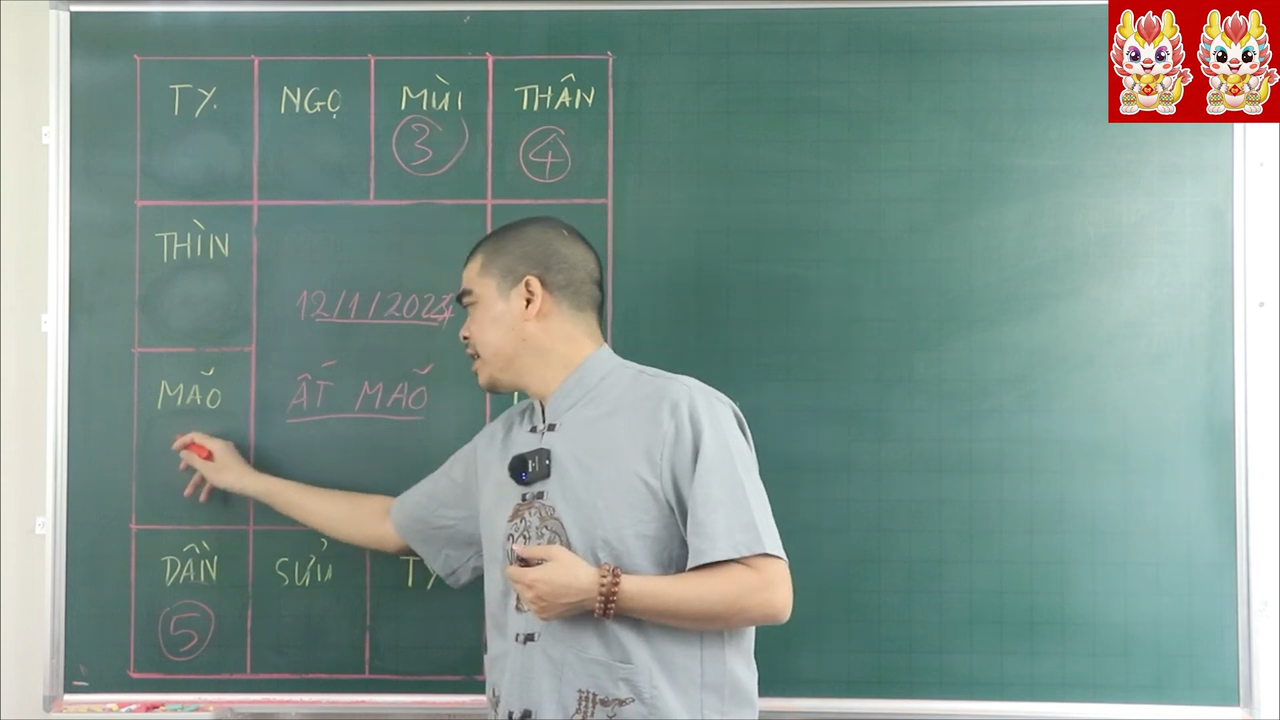 TỴ NGỌ MÙI THÂN
3 4
THÌN
12/1/2024
MÃO
ẤT MÃO
DẦN SỬU
5